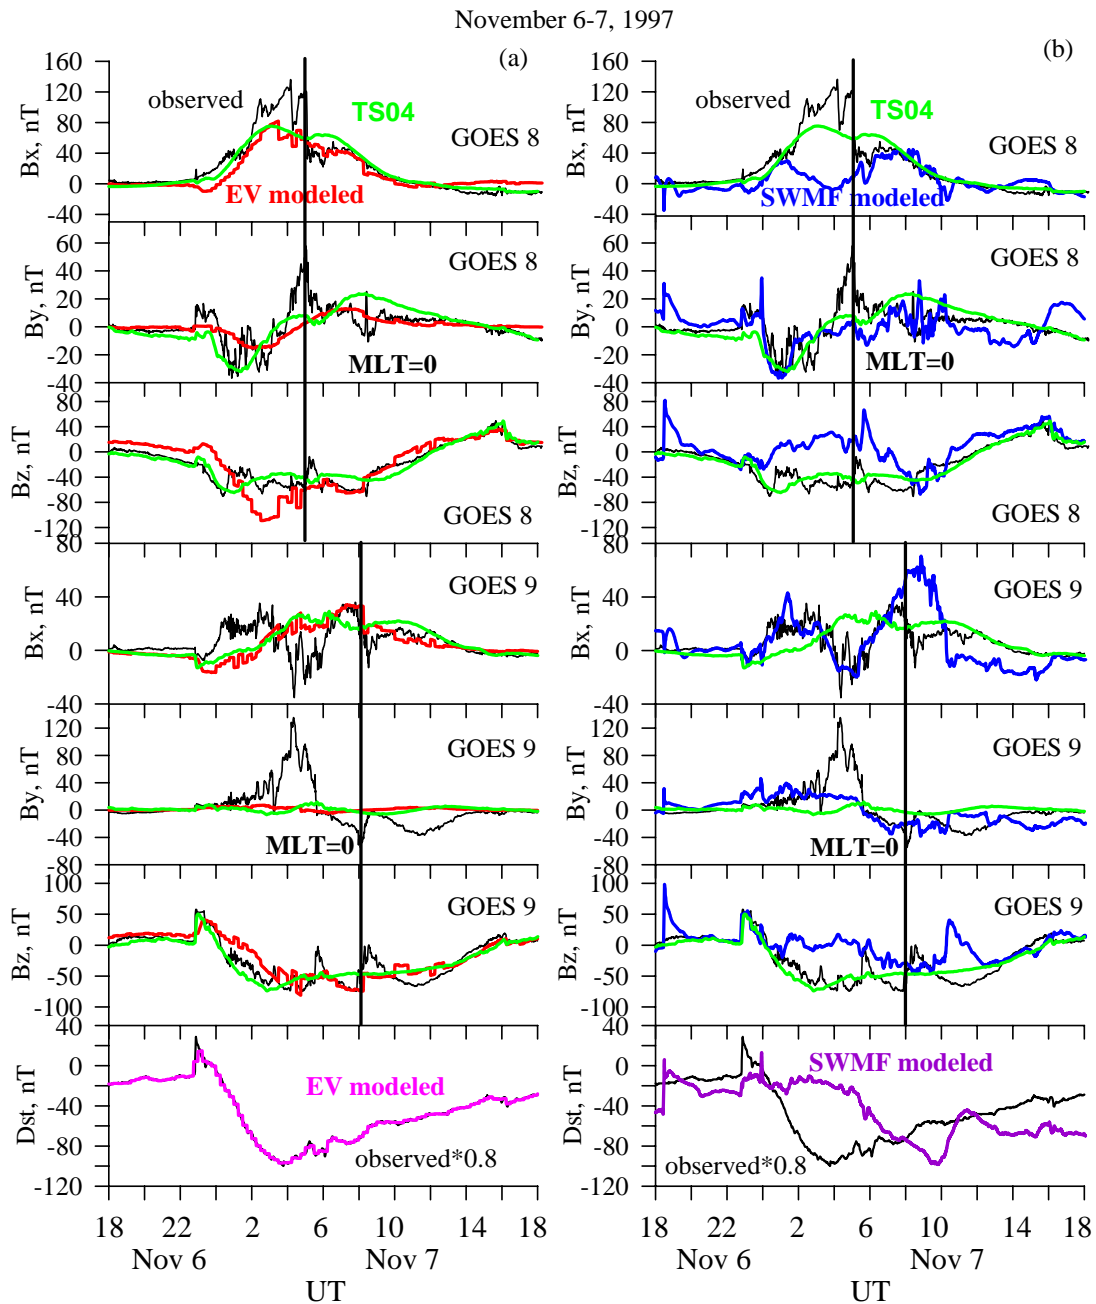 November 6-7, 1997
(a)
160
120
80
40
0
-40
Bx, nT
observed
TS04
GOES 8
EV modeled
60
40
20
0
-20
-40
By, nT
GOES 8
MLT=0
80
40
0
-40
-80
-120
Bz, nT
GOES 8
80
40
0
-40
Bx, nT
GOES 9
120
80
40
0
-40
-80
By, nT
GOES 9
MLT=0
100
50
0
-50
-100
Bz, nT
GOES 9
40
0
-40
-80
-120
Dst, nT
EV modeled
observed*0.8
18 22 2 6 10 14 18
Nov 6 Nov 7
UT
(b)
160
120
80
40
0
-40
Bx, nT
observed
TS04
GOES 8
SWMF modeled
60
40
20
0
-20
-40
By, nT
GOES 8
MLT=0
80
40
0
-40
-80
-120
Bz, nT
GOES 8
80
40
0
-40
Bx, nT
GOES 9
120
80
40
0
-40
-80
By, nT
GOES 9
MLT=0
100
50
0
-50
-100
Bz, nT
GOES 9
40
0
-40
-80
-120
Dst, nT
SWMF modeled
observed*0.8
18 22 2 6 10 14 18
Nov 6 Nov 7
UT